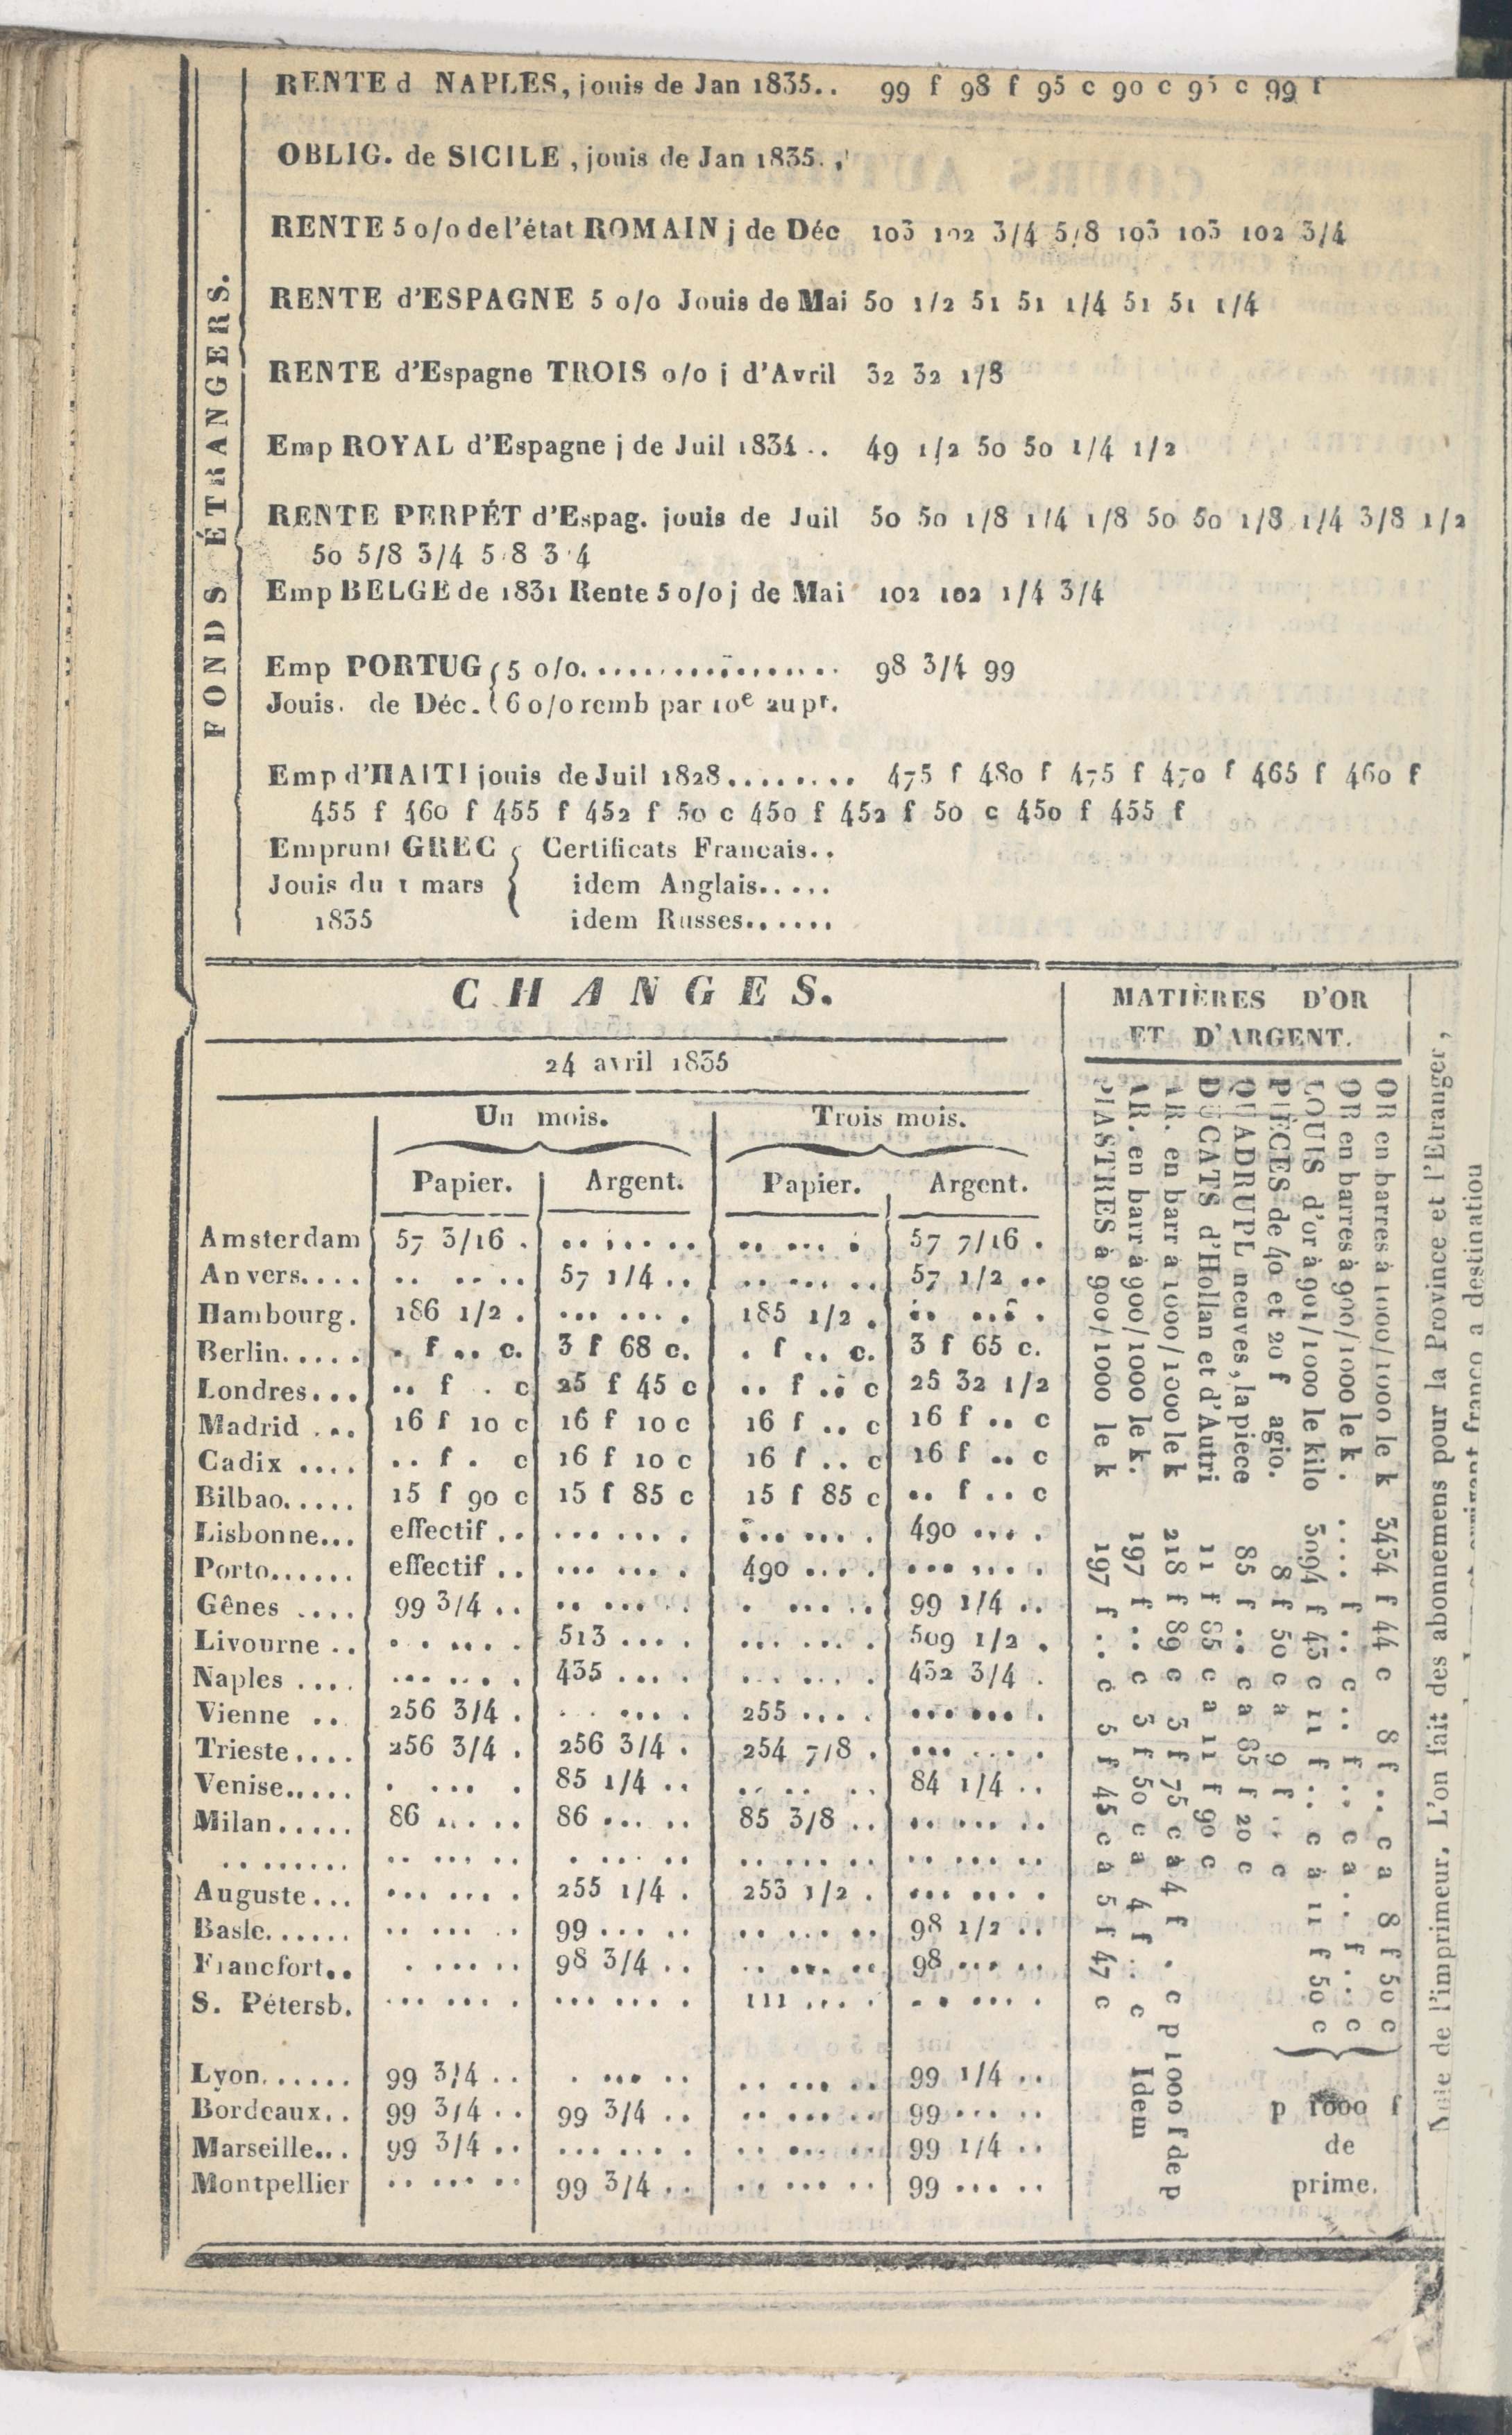 FONDS ÉTRANGERS.
RENTE d NAPLES, jouis de Jan 1835.. 99 f 98 f 95 c 90 c 95 c 99 f
OBLIG. de SICILE, jouis de Jan 1835.,
RENTE 5 o/o de l'état ROMAIN j de Déc 103 102 3/4 5/8 103 103 102 3/4
RENTE d'ESPAGNE 5 o/o Jouis de Mai 50 1/2 51 51 1/4 51 51 1/4
RENTE d'Espagne TROIS o/o j d'Avril 32 32 1/8
Emp ROYAL d'Espagne j de Juil 1834.. 49 1/2 50 50 1/4 1/2
RENTE PERPÉT d'Espag. jouis de Juil 50 50 1/8 1/4 1/8 50 50 1/8 1/4 3/8 1/2
50 5/8 3/4 5/8 3/4
Emp BELGE de 1831 Rente 5 o/o j de Mai 102 102 1/4 3/4
Emp PORTUG { 5 o/o................ 98 3/4 99
Jouis. de Déc. { 6 o/o remb par 10e au pr.
Emp d'HAITI jouis de Juil 1828........ 475 f 480 f 475 f 470 f 465 f 460 f
455 f 460 f 455 f 452 f 50 c 450 f 452 f 50 c 450 f 455 f
Emprunt GREC { Certificats Francais..
Jouis du 1 mars idem Anglais.....
1835 idem Russes......
CHANGES.
24 avril 1835
Un mois. Trois mois.
Papier. Argent. Papier. Argent.
Amsterdam 57 3/16 . .. ... .. .. ... . 57 7/16 .
Anvers.... .. .. .. 57 1/4 .. .. ... .. 57 1/2 ..
Hambourg. 186 1/2 . ... ... . 185 1/2 . .. ... .
Berlin..... . f .. c. 3 f 68 c. . f .. c. 3 f 65 c.
Londres... .. f . c 25 f 45 c .. f .. c 25 32 1/2
Madrid ... 16 f 10 c 16 f 10 c 16 f .. c 16 f .. c
Cadix .... .. f . c 16 f 10 c 16 f .. c 16 f .. c
Bilbao..... 15 f 90 c 15 f 85 c 15 f 85 c .. f .. c
Lisbonne... effectif .. ... ... . ... ... . 490 ... .
Porto...... effectif .. ... ... . 490 ... . ... ... .
Gênes .... 99 3/4 .. .. ... .. . ... .. 99 1/4 ..
Livourne .. . . ... . 513 ... . ... ... . 509 1/2 .
Naples .... ... .. . 435 ... . .. ... . 432 3/4 .
Vienne .. 256 3/4 . . . ... . 255 ... . ... ... .
Trieste.... 256 3/4 . 256 3/4 . 254 7/8 . ... ... .
Venise..... . ... . 85 1/4 .. .. .. .. 84 1/4 ..
Milan..... 86 ... .. 86 ... .. 85 3/8 .. .. ... ..
........ .. ... .. . ... .. .. ... .. .. ... ..
Auguste... ... ... . 255 1/4 . 253 1/2 . ... ... .
Basle...... .. ... . 99 ... .. .. ... .. 98 1/2 ..
Francfort.. . ... .. 98 3/4 .. .. ... .. 98 ... ..
S. Pétersb. ... ... . ... ... . 111 ... . . . ... .
Lyon...... 99 3/4 .. . ... .. .. ... .. 99 1/4 ..
Bordeaux.. 99 3/4 .. 99 3/4 .. .. ... .. 99 ... ..
Marseille... 99 3/4 .. ... ... . .. ... .. 99 1/4 ..
Montpellier .. ... .. 99 3/4 .. .. ... .. 99 ... ..
MATIÈRES D'OR
ET D'ARGENT.
OR en barres à 1000/1000 le k 3434 f 44 c 8 f .. c a 8 f 50 c
OR en barres à 900/1000 le k. .... f .. c .. f .. c a .. f .. c
LOUIS d'or à 901/1000 le kilo 3094 f 43 c 11 f .. c à 11 f 50 c
PIÈCES de 40 et 20 f agio. 8 f 50 c a 9 f .. c
QUADRUPL neuves, la piece 85 f .. c a 85 f 20 c
DUCATS d'Hollan et d'Autri 11 f 85 c a 11 f 90 c
AR. en barr à 1000/1000 le k 218 f 89 c 3 f 75 c à 4 f . c p 1000 f de p
AR. en barr à 900/1000 le k. 197 f .. c 3 f 50 c a 4 f .. c Idem
PIASTRES à 900/1000 le k 197 f .. c 5 f 45 c à 5 f 47 c
p 1000 f
de
prime.
de l'imprimeur. L'on fait des abonnemens pour la Province et l'Etranger,
franco a destination